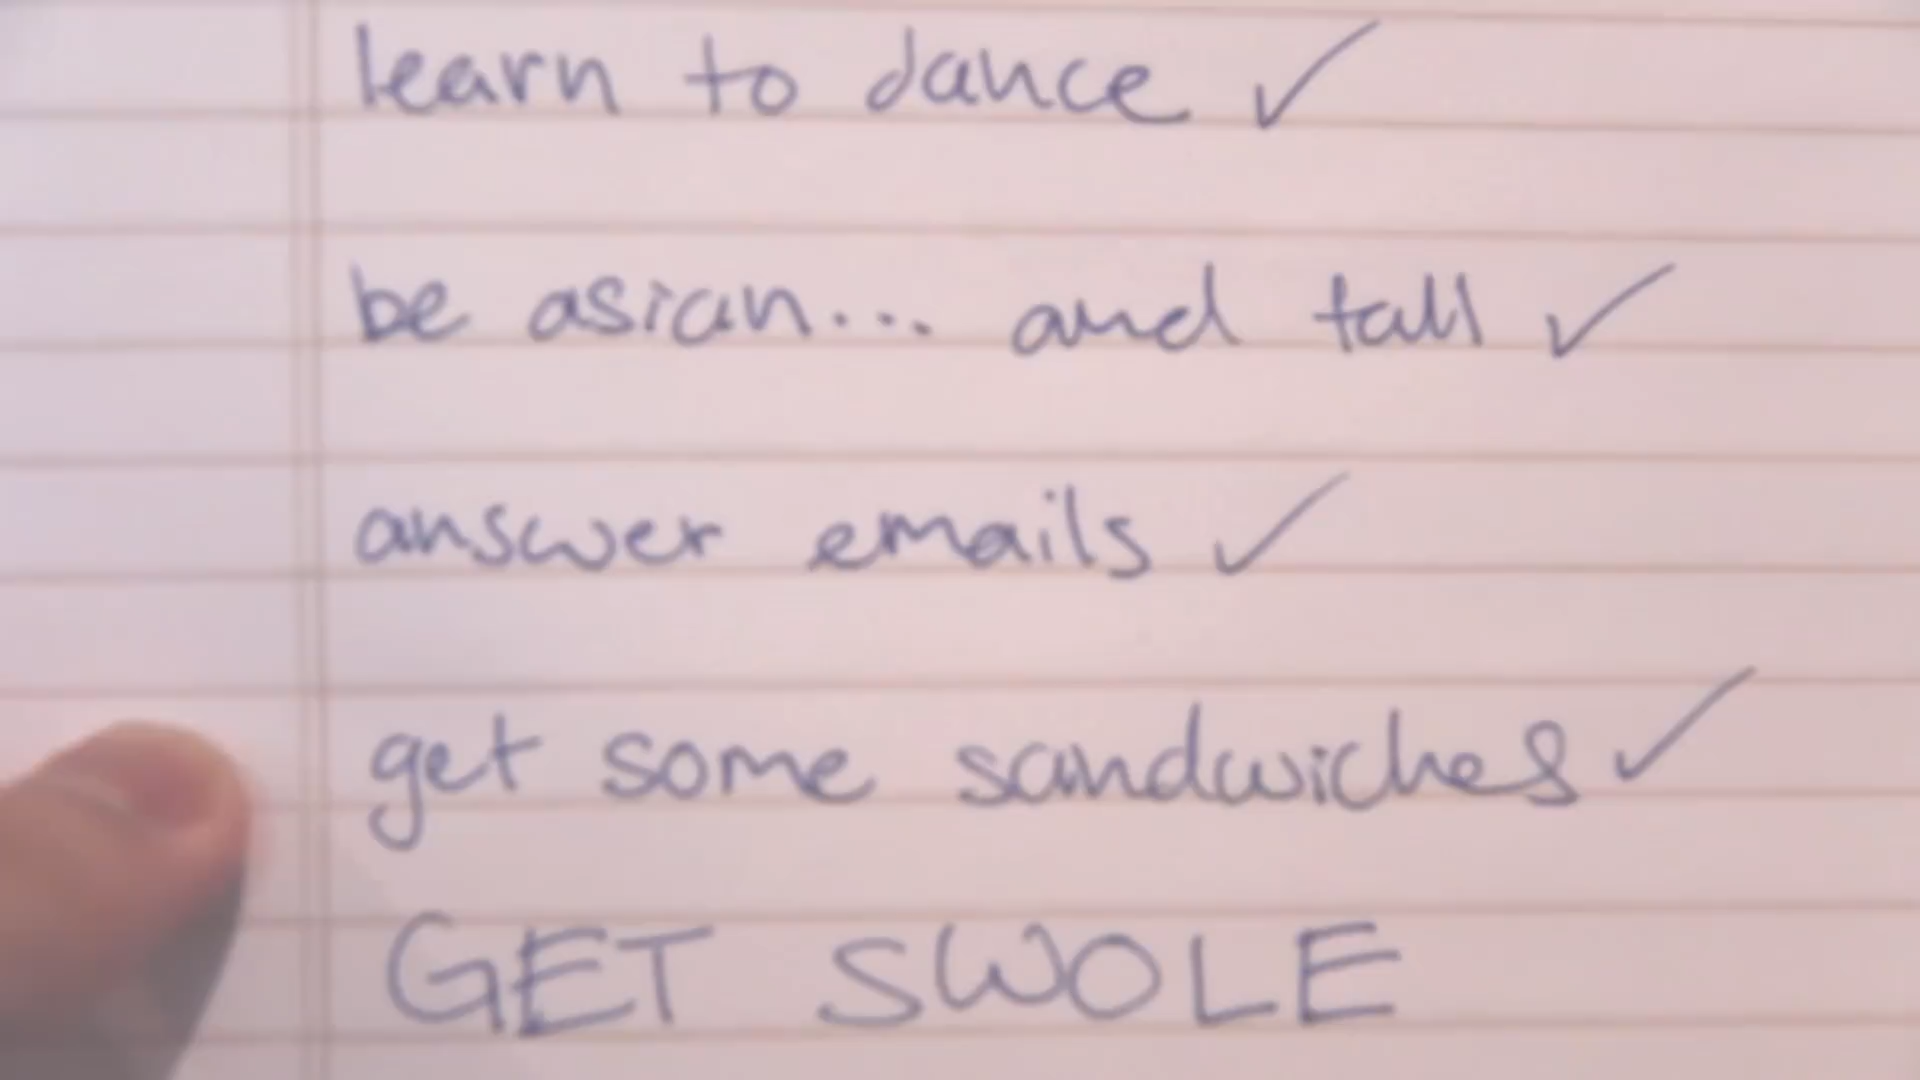 learn to dance ✓
be asian... and tall ✓
answer emails ✓
get some sandwiches ✓
GET SWOLE